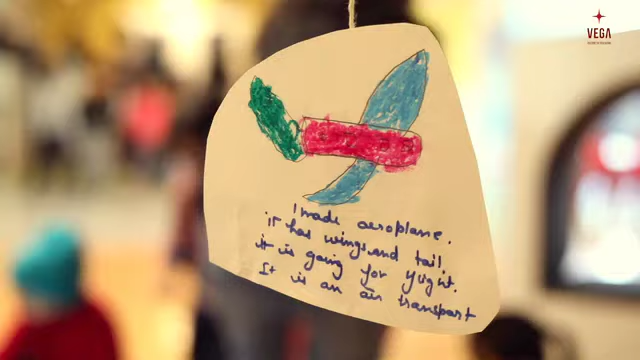 VEGA
I made aeroplane.
it has wings and tail.
it is going for flight.
It is an air transport